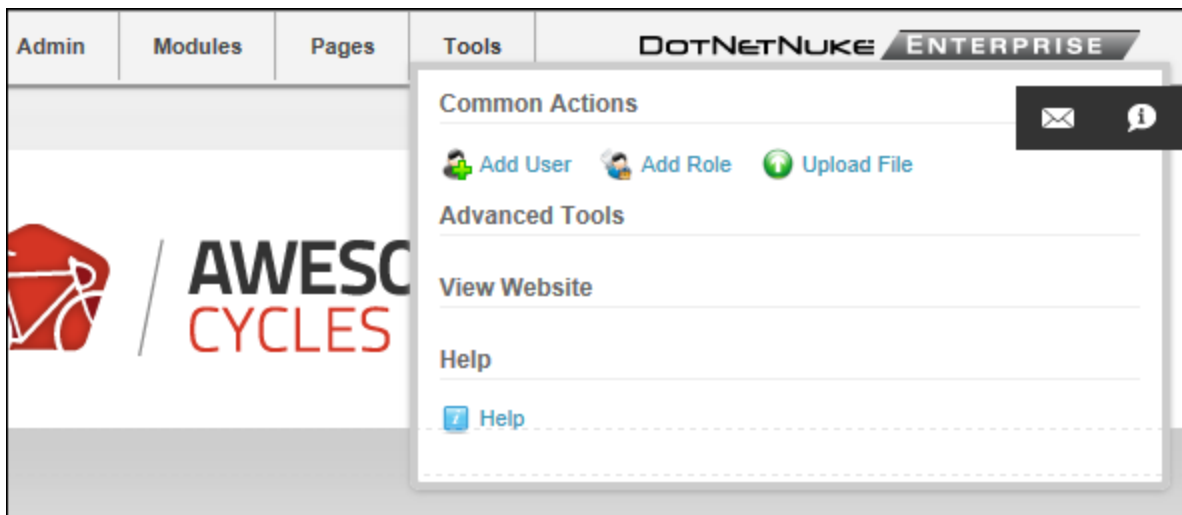 Admin Modules Pages Tools DOTNETNUKE ENTERPRISE
Common Actions
Add User Add Role Upload File
Advanced Tools
AWESO
View Website
CYCLES
Help
Help